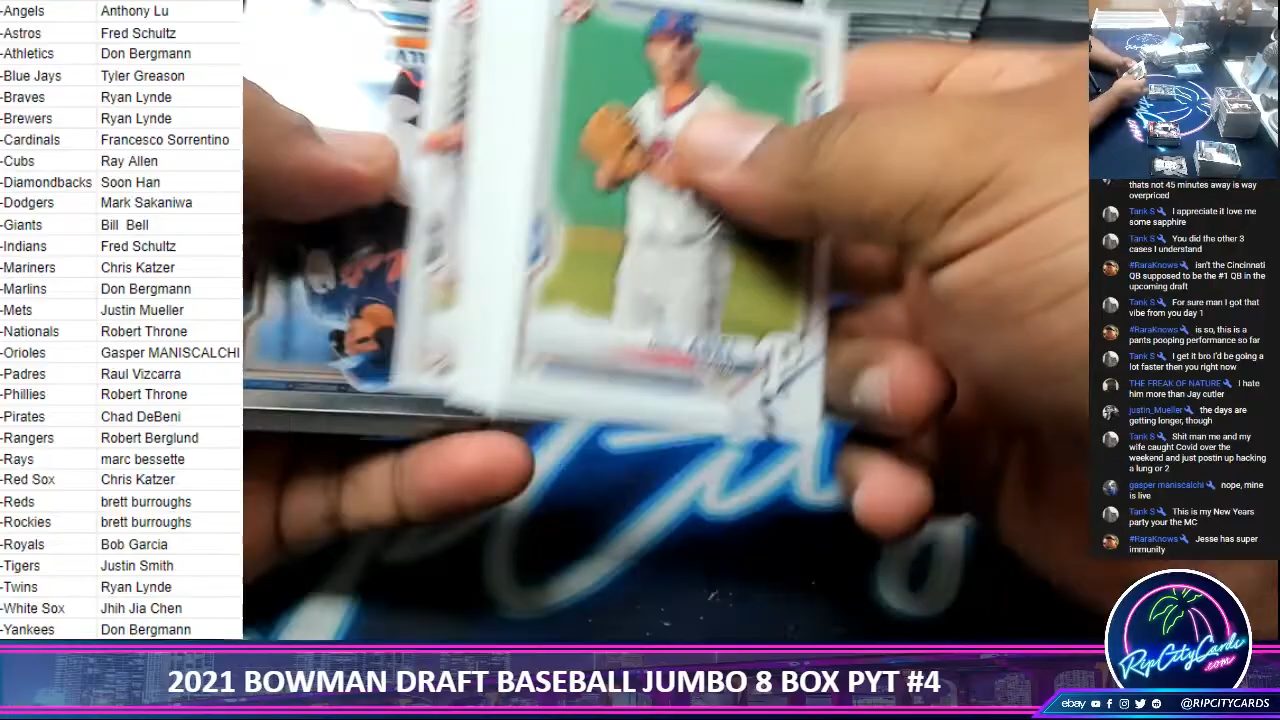 -Angels Anthony Lu
-Astros Fred Schultz
-Athletics Don Bergmann
-Blue Jays Tyler Greason
-Braves Ryan Lynde
-Brewers Ryan Lynde
-Cardinals Francesco Sorrentino
-Cubs Ray Allen
-Diamondbacks Soon Han
-Dodgers Mark Sakaniwa
-Giants Bill Bell
-Indians Fred Schultz
-Mariners Chris Katzer
-Marlins Don Bergmann
-Mets Justin Mueller
-Nationals Robert Throne
-Orioles Gasper MANISCALCHI
-Padres Raul Vizcarra
-Phillies Robert Throne
-Pirates Chad DeBeni
-Rangers Robert Berglund
-Rays marc bessette
-Red Sox Chris Katzer
-Reds brett burroughs
-Rockies brett burroughs
-Royals Bob Garcia
-Tigers Justin Smith
-Twins Ryan Lynde
-White Sox Jhih Jia Chen
-Yankees Don Bergmann
thats not 45 minutes away is way
overpriced
Tank S I appreciate it love me
some sapphire
Tank S You did the other 3
cases I understand
#RaraKnows isn't the Cincinnati
QB supposed to be the #1 QB in the
upcoming draft
Tank S For sure man I got that
vibe from you day 1
#RaraKnows is so, this is a
pants pooping performance so far
Tank S I get it bro I'd be going a
lot faster then you right now
THE FREAK OF NATURE I hate
him more than Jay cutler
justin_Mueller the days are
getting longer, though
Tank S Shit man me and my
wife caught Covid over the
weekend and just postin up hacking
a lung or 2
gasper maniscalchi nope, mine
is live
Tank S This is my New Years
party your the MC
#RaraKnows Jesse has super
immunity
RipCityCards
.com
2021 BOWMAN DRAFT BASEBALL JUMBO 8 BOX PYT #4
ebay @RIPCITYCARDS